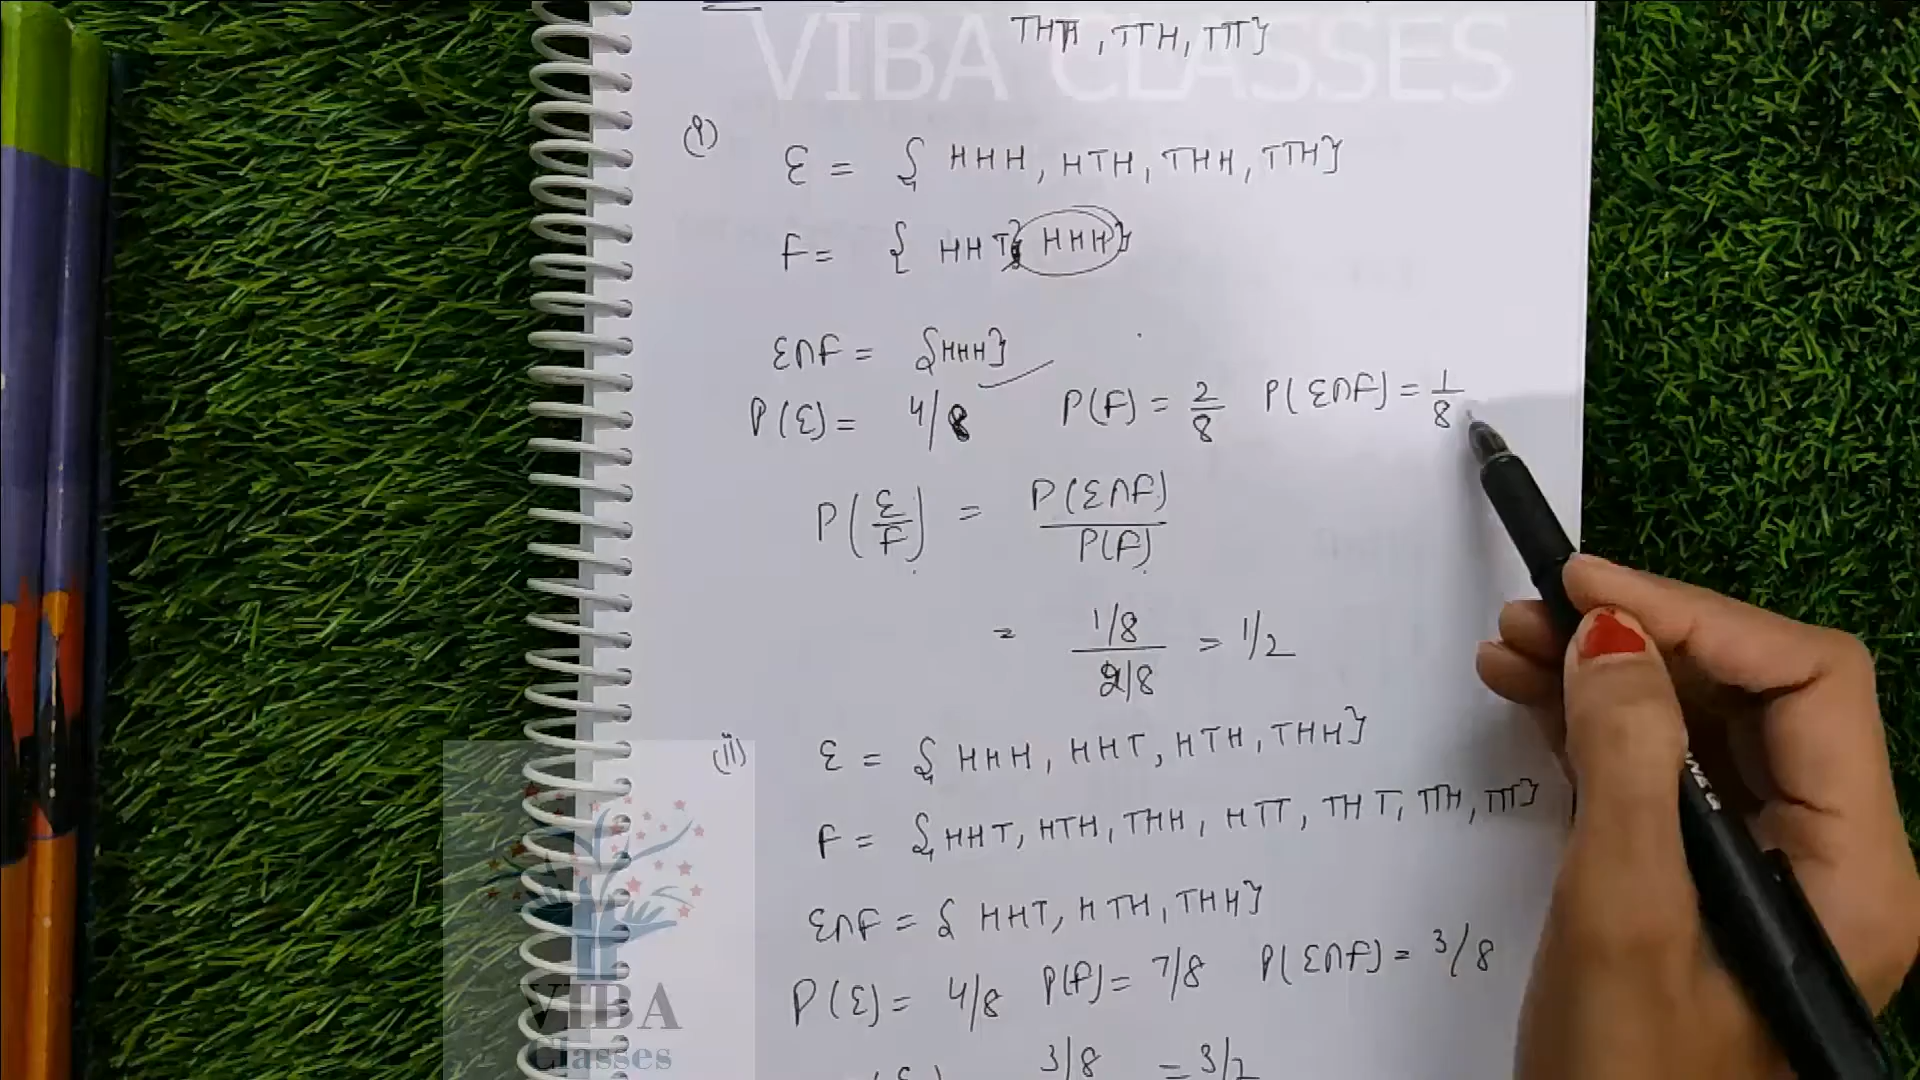 THT , TTH, TTT}
VIBA CLASSES
(i) E = { HHH, HTH, THH, TTH}
F = { HHT, HHH}
E∩F = {HHH}
P(E) = 4/8 P(F) = 2/8 P(E∩F) = 1/8
P(E/F) = P(E∩F)/P(F)
= 1/8 / 2/8 = 1/2
(ii) E = { HHH, HHT, HTH, THH}
F = { HHT, HTH, THH, HTT, THT, TTH, TTT}
E∩F = { HHT, HTH, THH}
P(E) = 4/8 P(F) = 7/8 P(E∩F) = 3/8
3/8 = 3/7
VIBA
Classes